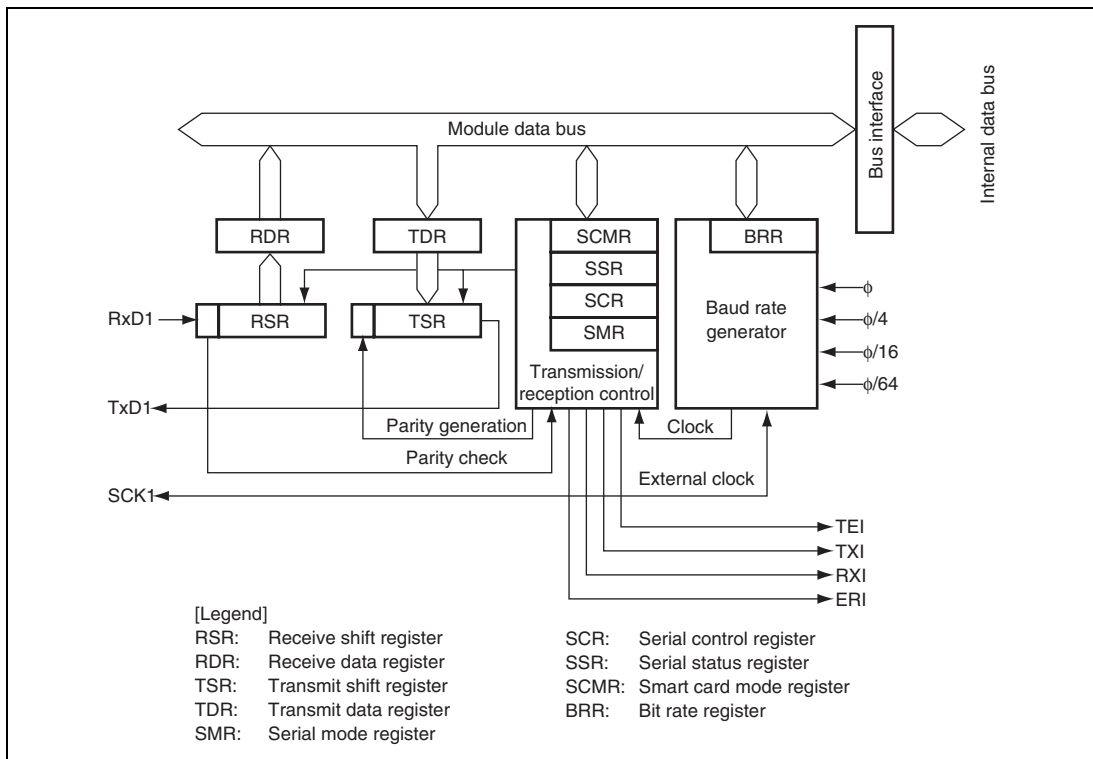 Module data bus
Bus interface
Internal data bus
RDR
TDR
SCMR
BRR
SSR
SCR
SMR
RxD1
RSR
TSR
Baud rate
generator
ϕ
ϕ/4
ϕ/16
ϕ/64
Transmission/
reception control
TxD1
Parity generation
Clock
Parity check
SCK1
External clock
TEI
TXI
RXI
ERI
[Legend]
RSR: Receive shift register
RDR: Receive data register
TSR: Transmit shift register
TDR: Transmit data register
SMR: Serial mode register
SCR: Serial control register
SSR: Serial status register
SCMR: Smart card mode register
BRR: Bit rate register